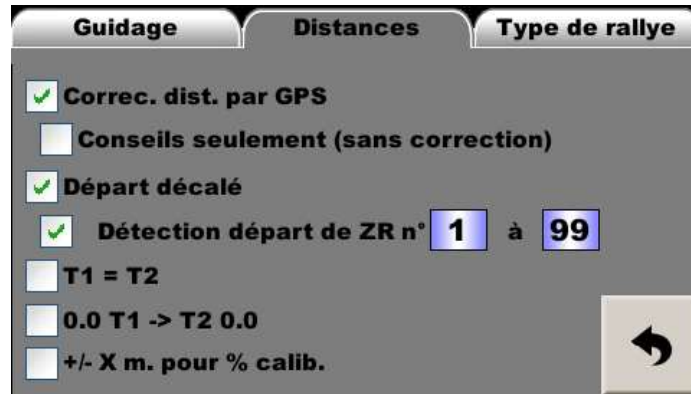 Guidage Distances Type de rallye
Correc. dist. par GPS
Conseils seulement (sans correction)
Départ décalé
Détection départ de ZR n° 1 à 99
T1 = T2
0.0 T1 -> T2 0.0
+/- X m. pour % calib.